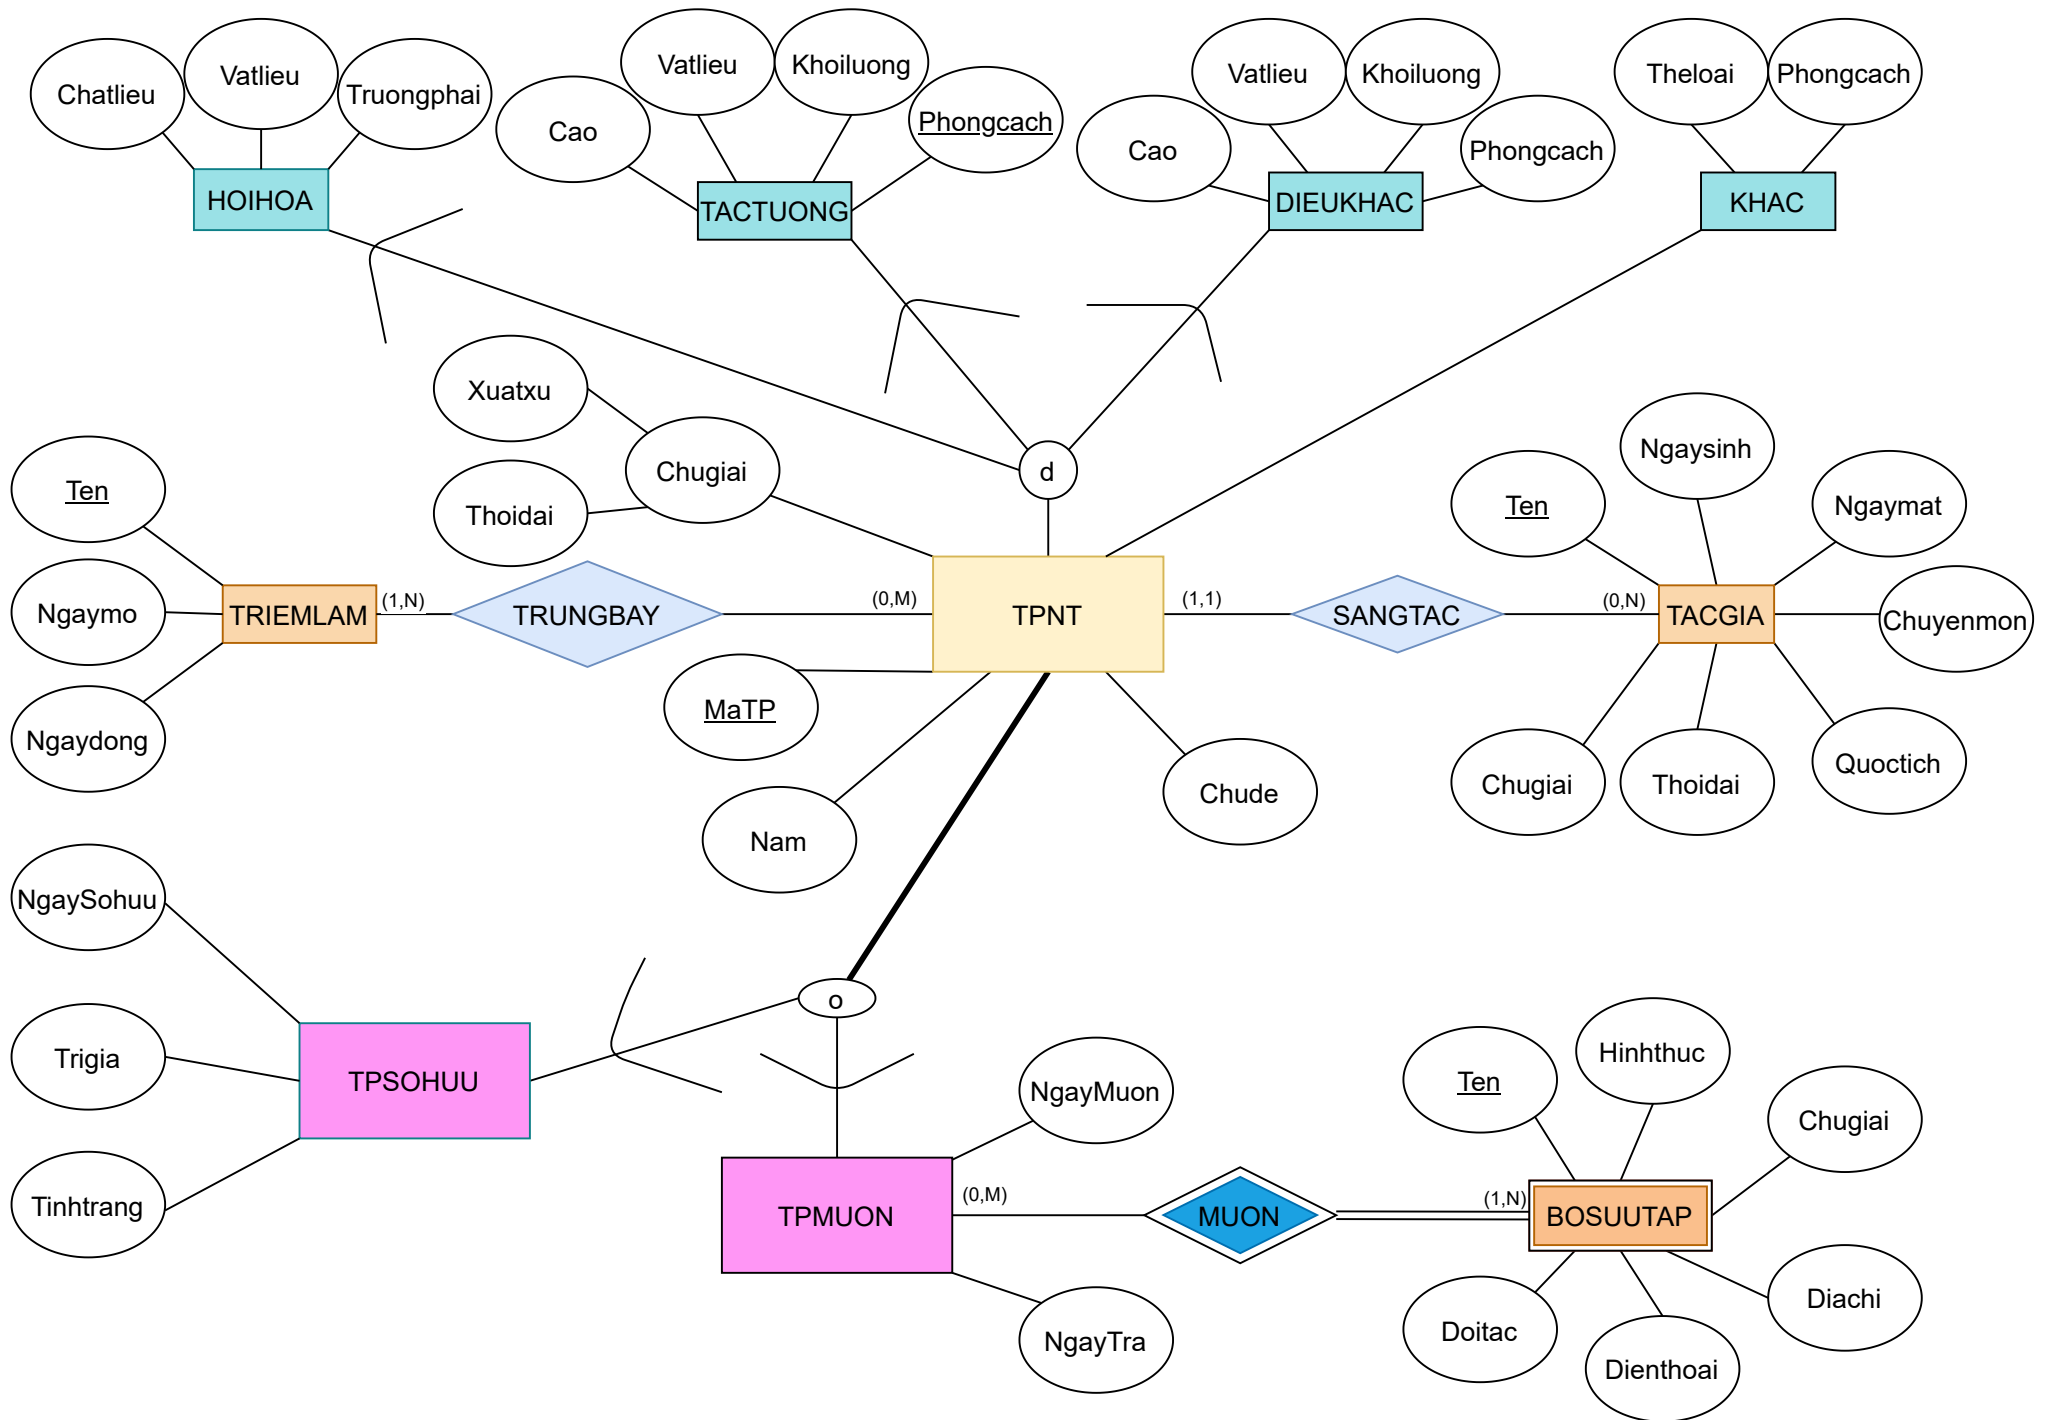 Chatlieu
Vatlieu
Truongphai
Cao
Vatlieu
Khoiluong
Phongcach
Cao
Vatlieu
Khoiluong
Phongcach
Theloai
Phongcach
HOIHOA
TACTUONG
DIEUKHAC
KHAC
Xuatxu
Chugiai
Thoidai
d
Ten
Ngaymo
Ngaydong
TRIEMLAM
(1,N)
TRUNGBAY
(0,M)
TPNT
(1,1)
SANGTAC
(0,N)
TACGIA
Ten
Ngaysinh
Ngaymat
Chuyenmon
Quoctich
Thoidai
Chugiai
MaTP
Nam
Chude
NgaySohuu
Trigia
Tinhtrang
TPSOHUU
o
NgayMuon
TPMUON
(0,M)
MUON
(1,N)
BOSUUTAP
NgayTra
Ten
Hinhthuc
Chugiai
Diachi
Dienthoai
Doitac